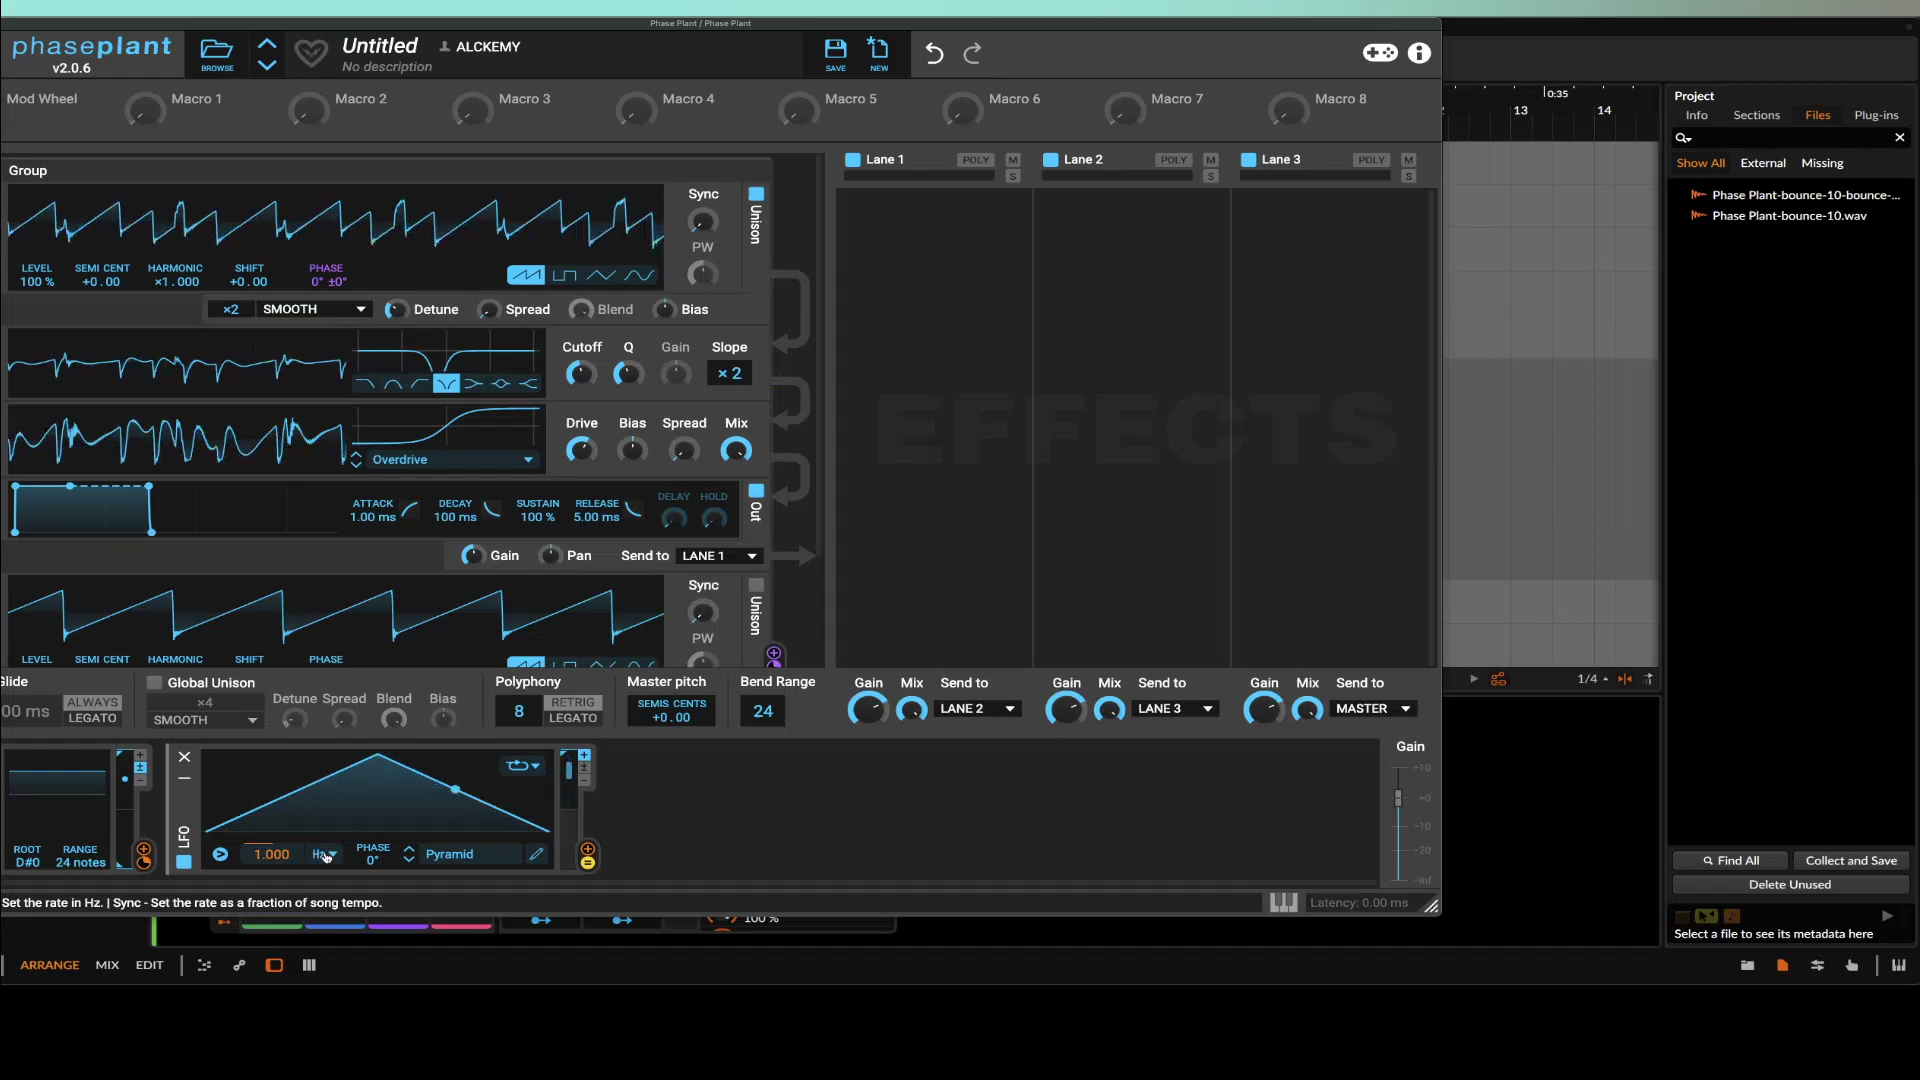 Phase Plant / Phase Plant
phaseplant
v2.0.6
BROWSE
Untitled
ALCKEMY
No description
SAVE
NEW
Mod Wheel
Macro 1
Macro 2
Macro 3
Macro 4
Macro 5
Macro 6
Macro 7
Macro 8
0:35
13
14
Project
Info Sections Files Plug-ins
Show All External Missing
Phase Plant-bounce-10-bounce-...
Phase Plant-bounce-10.wav
Lane 1 POLY M
S
Lane 2 POLY M
S
Lane 3 POLY M
S
Group
Sync
PW
Unison
LEVEL SEMI CENT HARMONIC SHIFT PHASE
100 % +0.00 ×1.000 +0.00 0° ±0°
×2 SMOOTH Detune Spread Blend Bias
Cutoff Q Gain Slope
× 2
EFFECTS
Drive Bias Spread Mix
Overdrive
ATTACK DECAY SUSTAIN RELEASE DELAY HOLD
1.00 ms 100 ms 100 % 5.00 ms
Out
Gain Pan Send to LANE 1
Sync
PW
Unison
LEVEL SEMI CENT HARMONIC SHIFT PHASE
lide
00 ms
ALWAYS
LEGATO
Global Unison
×4
SMOOTH
Detune Spread Blend Bias
Polyphony
8
RETRIG
LEGATO
Master pitch
SEMIS CENTS
+0.00
Bend Range
24
Gain Mix Send to
LANE 2
Gain Mix Send to
LANE 3
Gain Mix Send to
MASTER
1/4
ROOT RANGE
D#0 24 notes
LFO
1.000 Hz
PHASE
0°
Pyramid
Gain
+10
+0
-10
-20
-inf
Find All Collect and Save
Delete Unused
Set the rate in Hz. | Sync - Set the rate as a fraction of song tempo.
Latency: 0.00 ms
100 %
Select a file to see its metadata here
ARRANGE MIX EDIT